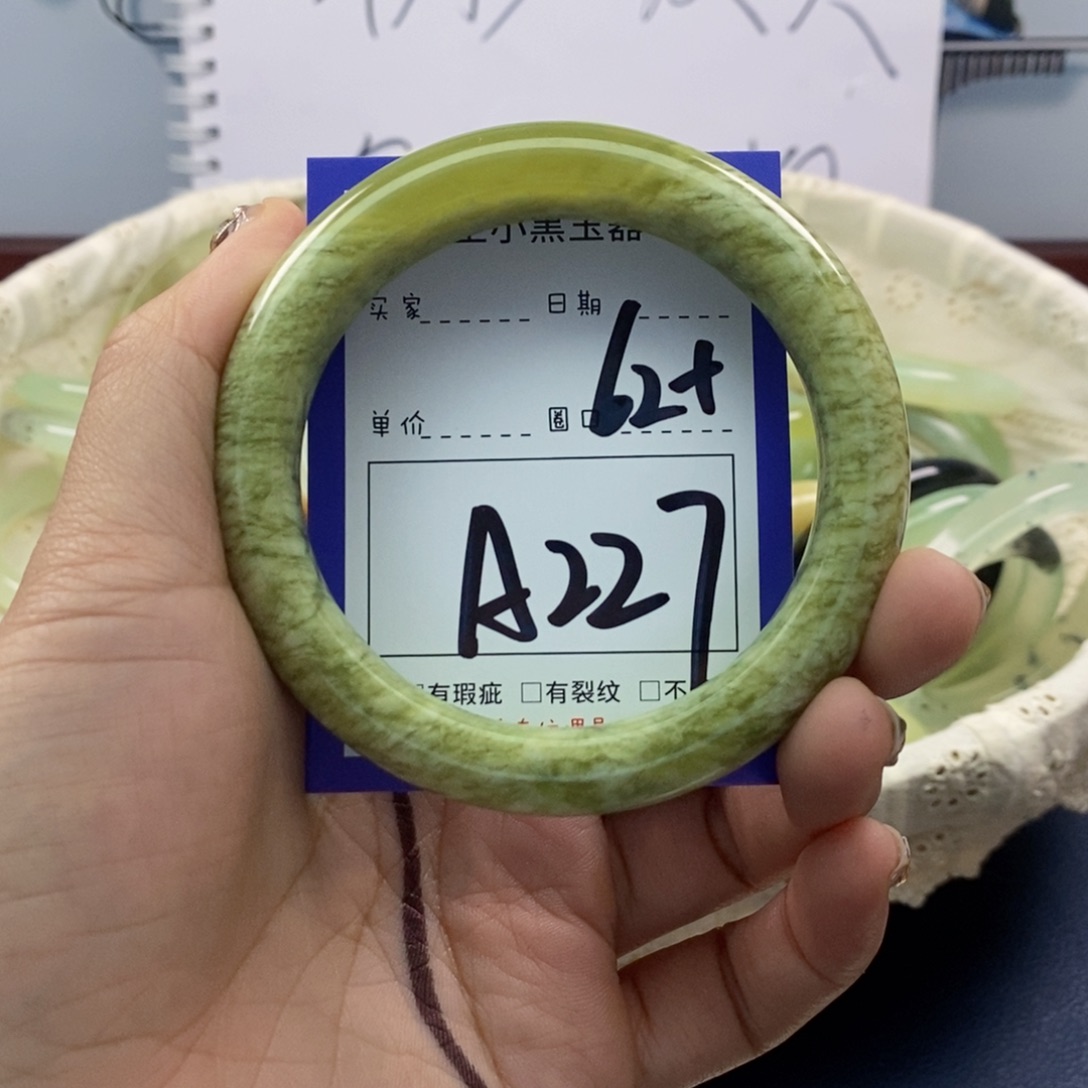 小黑玉器
买家 日期
62+
单价 圈口
A227
有瑕疵 □有裂纹 □不